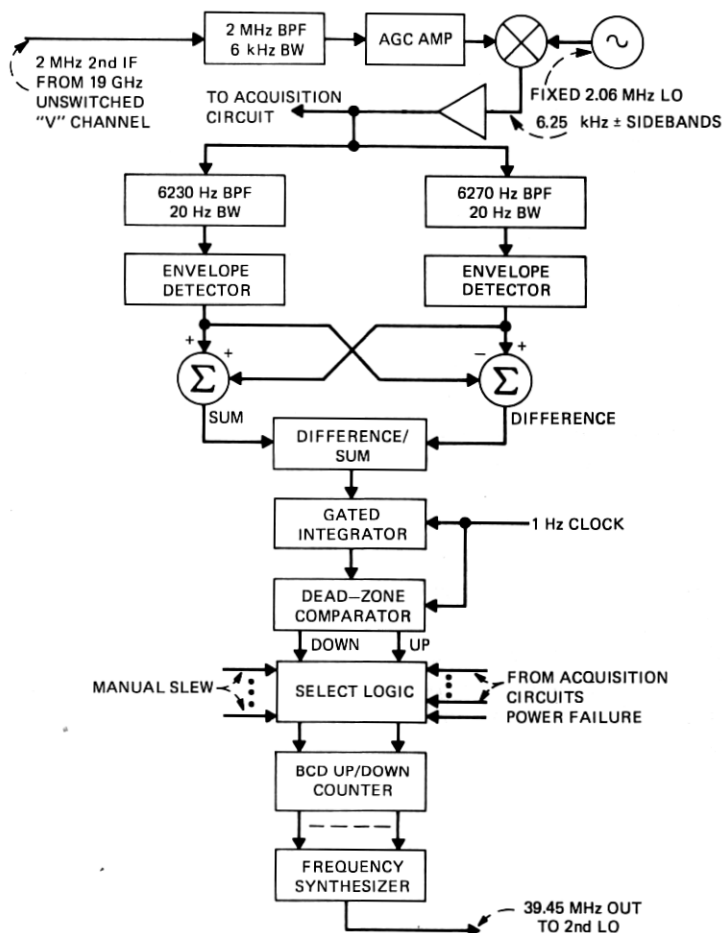 2 MHz BPF
6 kHz BW
AGC AMP
2 MHz 2nd IF
FROM 19 GHz
UNSWITCHED
"V" CHANNEL
TO ACQUISITION
CIRCUIT
FIXED 2.06 MHz LO
6.25 kHz ± SIDEBANDS
6230 Hz BPF
20 Hz BW
6270 Hz BPF
20 Hz BW
ENVELOPE
DETECTOR
ENVELOPE
DETECTOR
+
+
Σ
SUM
−
+
Σ
DIFFERENCE
DIFFERENCE/
SUM
GATED
INTEGRATOR
1 Hz CLOCK
DEAD–ZONE
COMPARATOR
DOWN
UP
MANUAL SLEW
SELECT LOGIC
FROM ACQUISITION
CIRCUITS
POWER FAILURE
BCD UP/DOWN
COUNTER
FREQUENCY
SYNTHESIZER
39.45 MHz OUT
TO 2nd LO